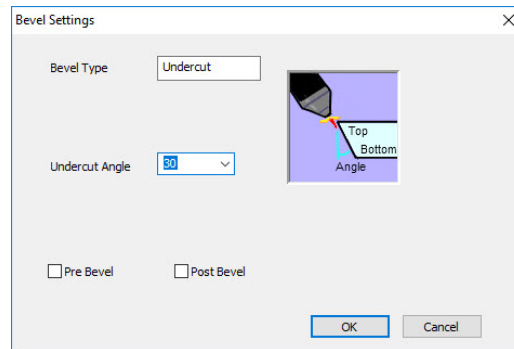 Bevel Settings
Bevel Type
Undercut
Top
Bottom
Angle
Undercut Angle
30
Pre Bevel
Post Bevel
OK
Cancel